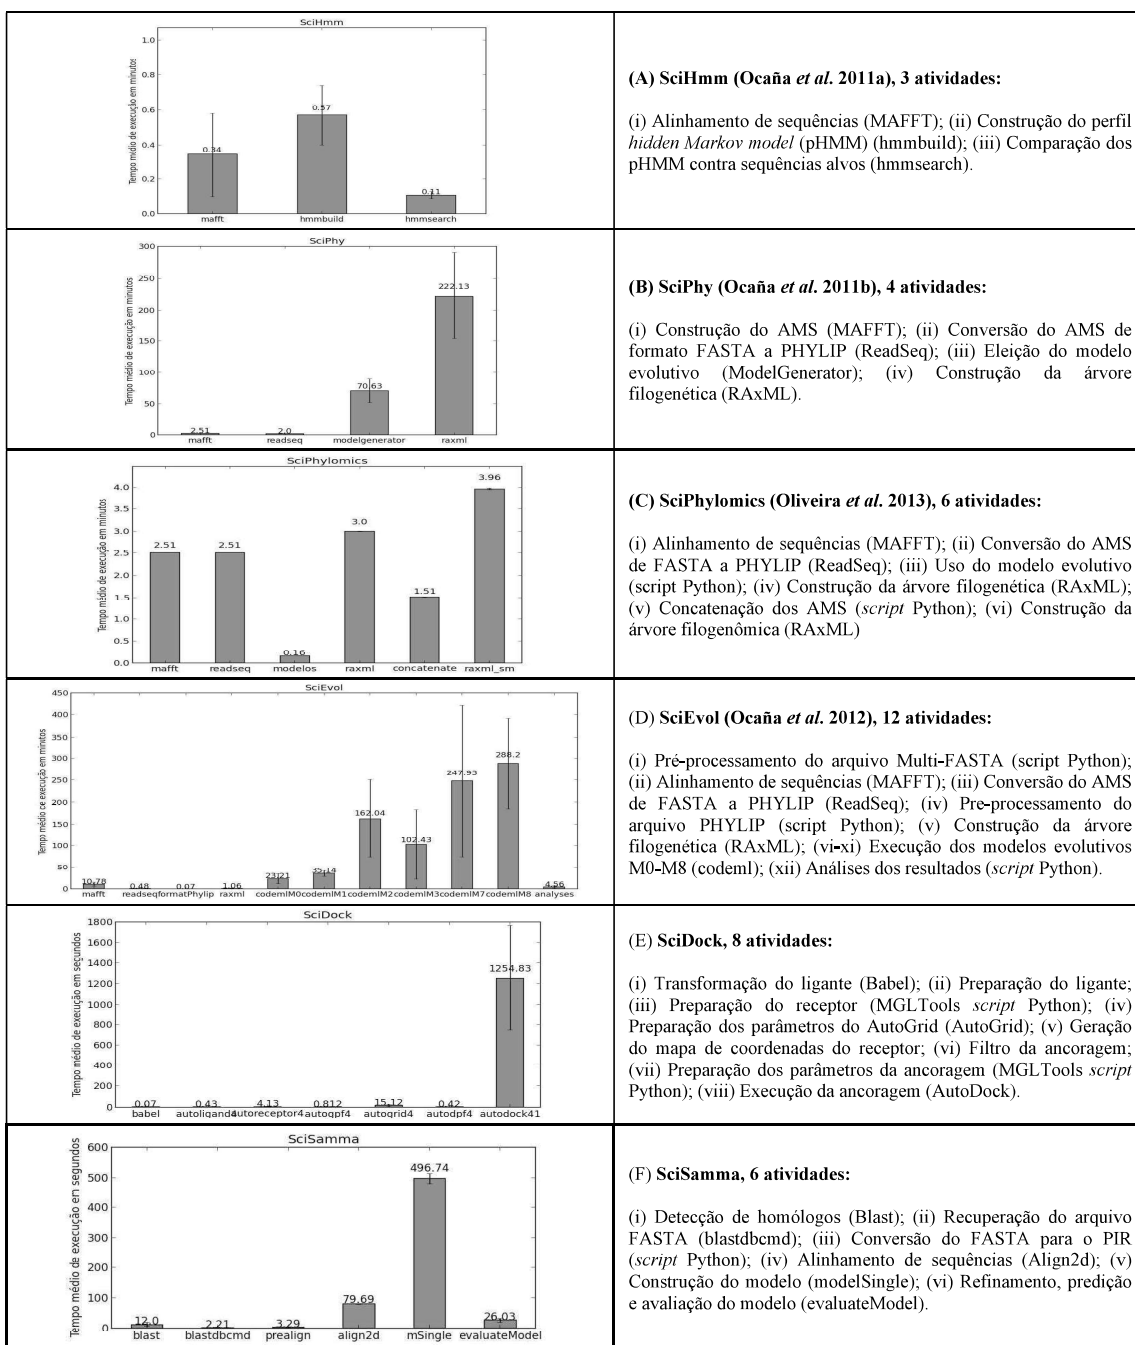 SciHmm
Tempo médio de execução em minutos
1.0
0.8
0.6
0.4
0.2
0.0
0.34
0.57
0.11
mafft
hmmbuild
hmmsearch
(A) SciHmm (Ocaña et al. 2011a), 3 atividades:
(i) Alinhamento de sequências (MAFFT); (ii) Construção do perfil
hidden Markov model (pHMM) (hmmbuild); (iii) Comparação dos
pHMM contra sequências alvos (hmmsearch).
SciPhy
Tempo médio de execução em minutos
300
250
200
150
100
50
0
2.51
2.0
70.63
222.13
mafft
readseq
modelgenerator
raxml
(B) SciPhy (Ocaña et al. 2011b), 4 atividades:
(i) Construção do AMS (MAFFT); (ii) Conversão do AMS de
formato FASTA a PHYLIP (ReadSeq); (iii) Eleição do modelo
evolutivo (ModelGenerator); (iv) Construção da árvore
filogenética (RAxML).
SciPhylomics
Tempo médio de execução em minutos
4.0
3.5
3.0
2.5
2.0
1.5
1.0
0.5
0.0
2.51
2.51
0.16
3.0
1.51
3.96
mafft
readseq
modelos
raxml
concatenate
raxml_sm
(C) SciPhylomics (Oliveira et al. 2013), 6 atividades:
(i) Alinhamento de sequências (MAFFT); (ii) Conversão do AMS
de FASTA a PHYLIP (ReadSeq); (iii) Uso do modelo evolutivo
(script Python); (iv) Construção da árvore filogenética (RAxML);
(v) Concatenação dos AMS (script Python); (vi) Construção da
árvore filogenômica (RAxML)
SciEvol
Tempo médio de execução em minutos
450
400
350
300
250
200
150
100
50
0
10.78
0.48
0.07
1.06
23.21
162.04
102.43
247.93
288.2
4.56
mafft
readseq
formatPhylip
raxml
codemlM0
codemlM1
codemlM2
codemlM3
codemlM7
codemlM8
analyses
(D) SciEvol (Ocaña et al. 2012), 12 atividades:
(i) Pré-processamento do arquivo Multi-FASTA (script Python);
(ii) Alinhamento de sequências (MAFFT); (iii) Conversão do AMS
de FASTA a PHYLIP (ReadSeq); (iv) Pre-processamento do
arquivo PHYLIP (script Python); (v) Construção da árvore
filogenética (RAxML); (vi-xi) Execução dos modelos evolutivos
M0-M8 (codeml); (xii) Análises dos resultados (script Python).
SciDock
Tempo médio de execução em segundos
1800
1600
1400
1200
1000
800
600
400
200
0
0.07
0.43
4.13
0.812
15.12
0.42
1254.83
babel
autoligand4
autoreceptor4
autogpf4
autogrid4
autodpf4
autodock41
(E) SciDock, 8 atividades:
(i) Transformação do ligante (Babel); (ii) Preparação do ligante;
(iii) Preparação do receptor (MGLTools script Python); (iv)
Preparação dos parâmetros do AutoGrid (AutoGrid); (v) Geração
do mapa de coordenadas do receptor; (vi) Filtro da ancoragem;
(vii) Preparação dos parâmetros da ancoragem (MGLTools script
Python); (viii) Execução da ancoragem (AutoDock).
SciSamma
Tempo médio de execução em segundos
600
500
400
300
200
100
0
12.0
2.21
3.29
79.69
496.74
26.03
blast
blastdbcmd
prealign
align2d
mSingle
evaluateModel
(F) SciSamma, 6 atividades:
(i) Detecção de homólogos (Blast); (ii) Recuperação do arquivo
FASTA (blastdbcmd); (iii) Conversão do FASTA para o PIR
(script Python); (iv) Alinhamento de sequências (Align2d); (v)
Construção do modelo (modelSingle); (vi) Refinamento, predição
e avaliação do modelo (evaluateModel).